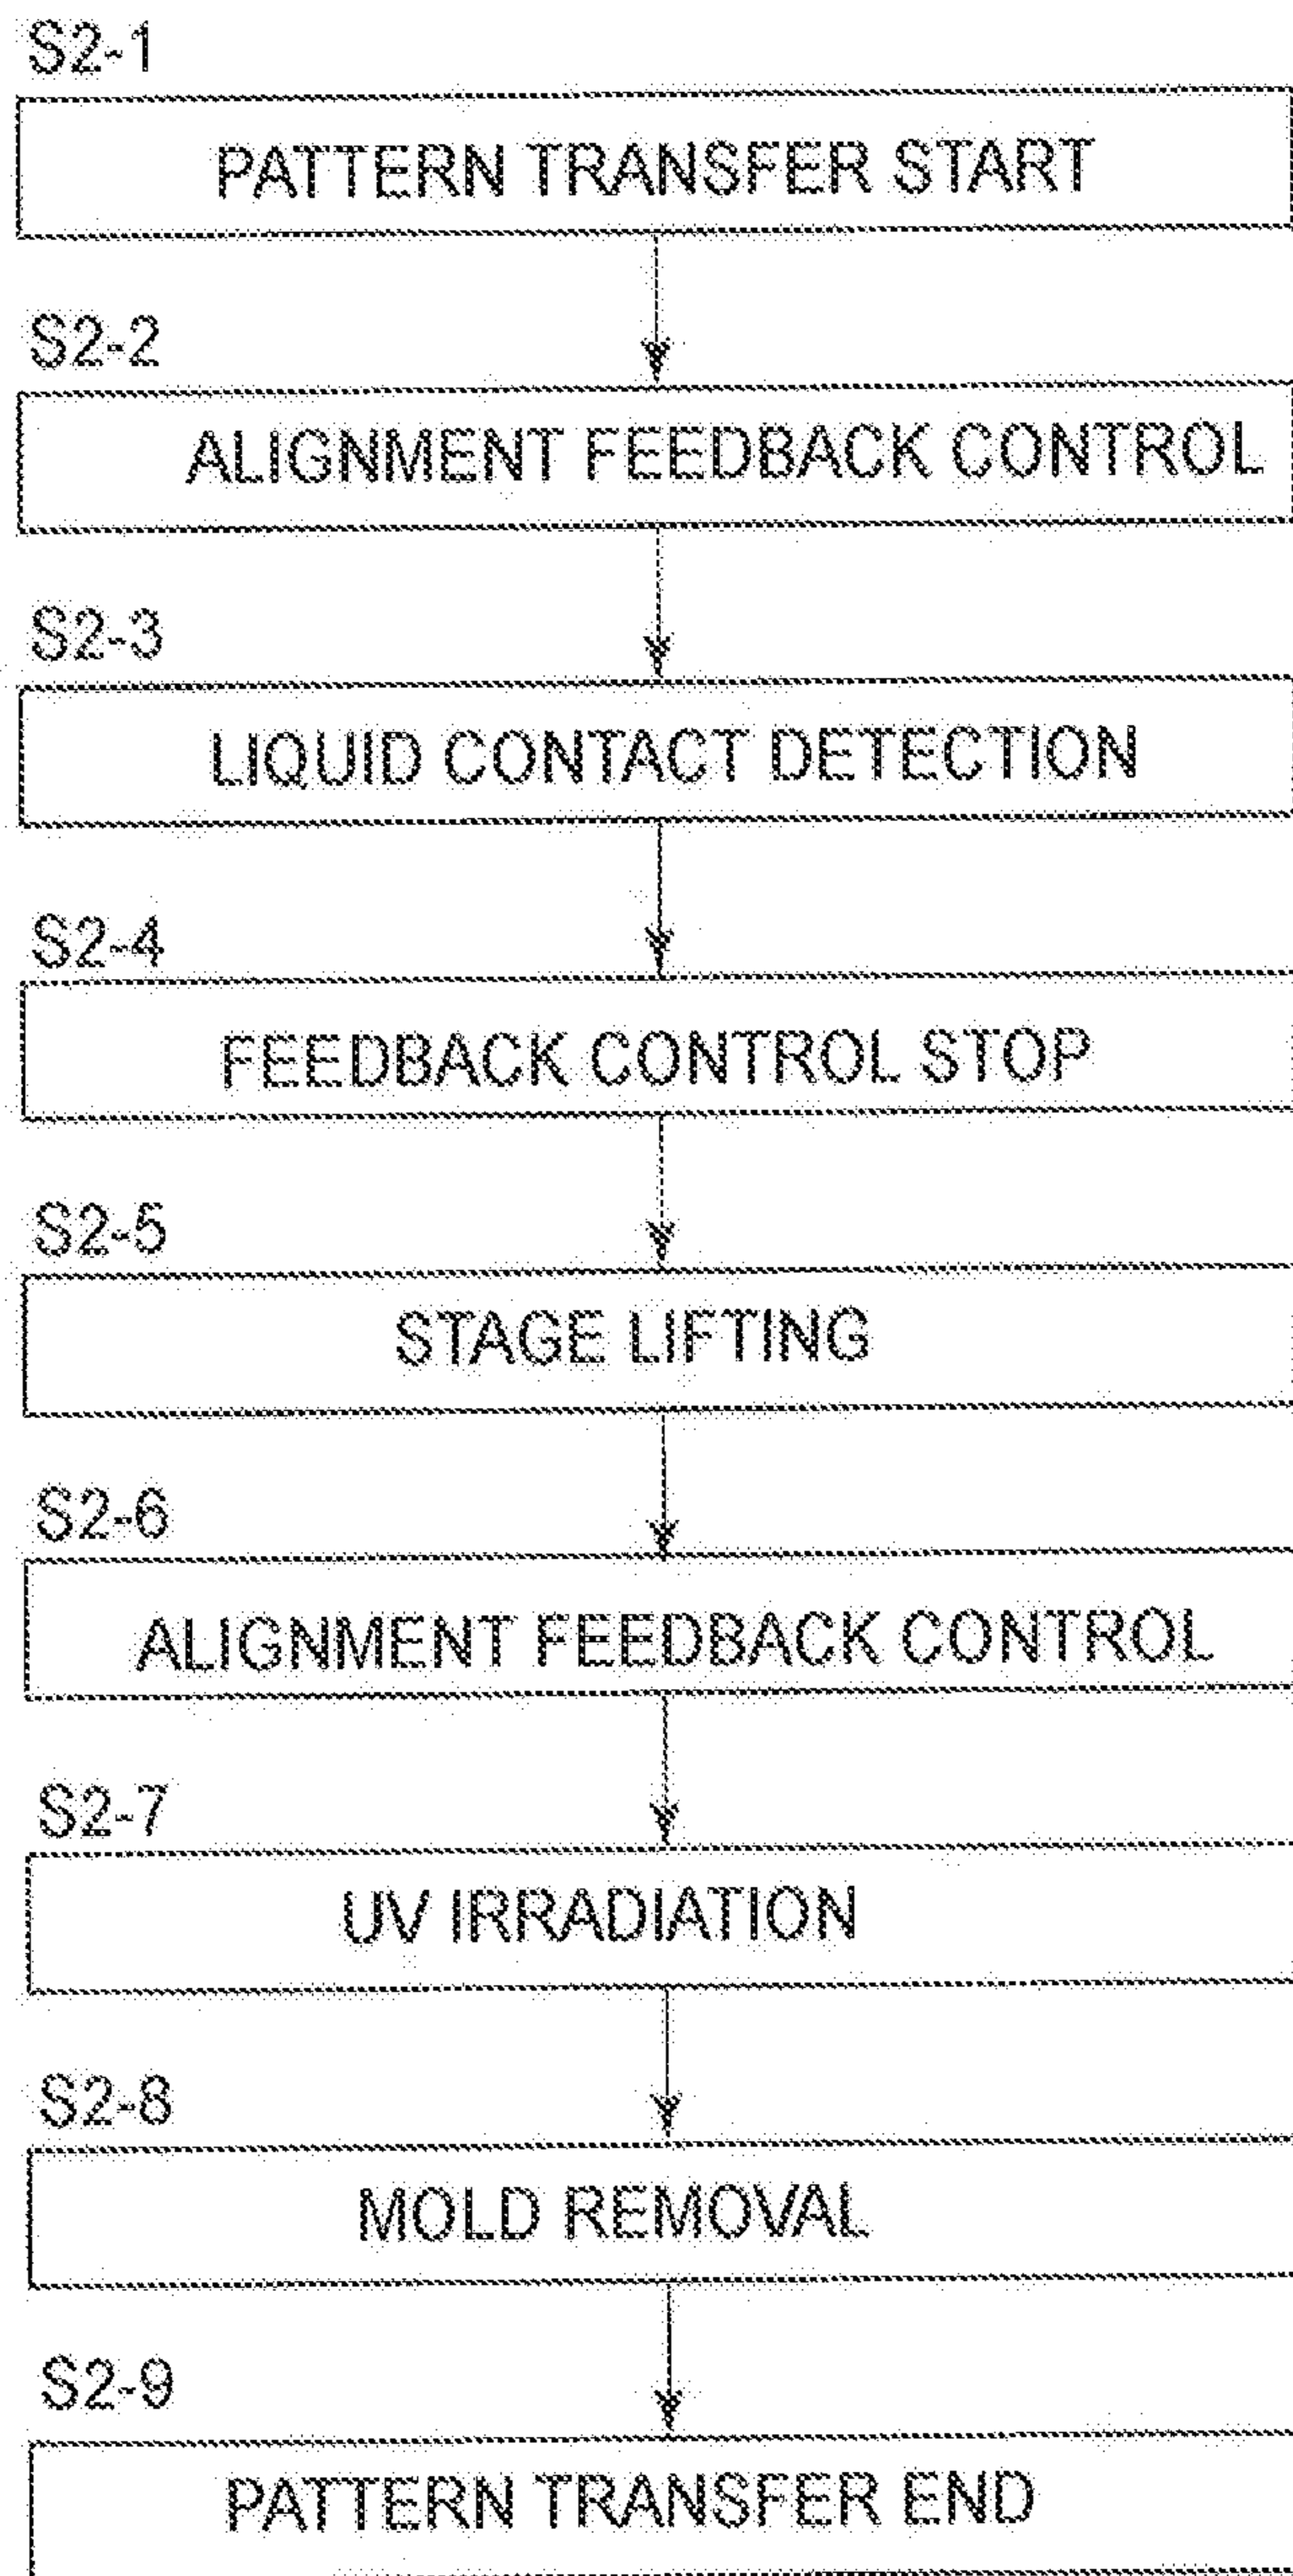 S2-1
PATTERN TRANSFER START
S2-2
ALIGNMENT FEEDBACK CONTROL
S2-3
LIQUID CONTACT DETECTION
S2-4
FEEDBACK CONTROL STOP
S2-5
STAGE LIFTING
S2-6
ALIGNMENT FEEDBACK CONTROL
S2-7
UV IRRADIATION
S2-8
MOLD REMOVAL
S2-9
PATTERN TRANSFER END